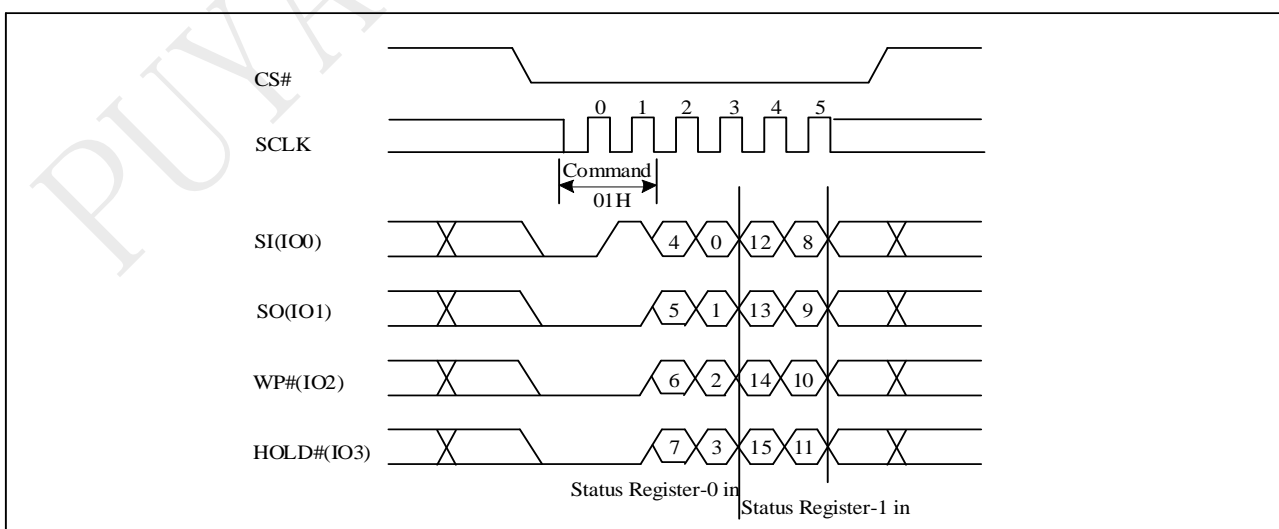 PUYA
CS#
0 1 2 3 4 5
SCLK
Command
01H
SI(IO0)
4 0 12 8
SO(IO1)
5 1 13 9
WP#(IO2)
6 2 14 10
HOLD#(IO3)
7 3 15 11
Status Register-0 in
Status Register-1 in